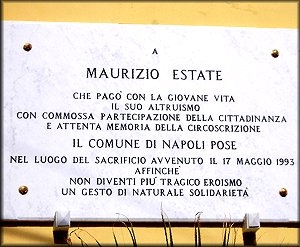 A
MAURIZIO ESTATE
CHE PAGÒ CON LA GIOVANE VITA
IL SUO ALTRUISMO
CON COMMOSSA PARTECIPAZIONE DELLA CITTADINANZA
E ATTENTA MEMORIA DELLA CIRCOSCRIZIONE
IL COMUNE DI NAPOLI POSE
NEL LUOGO DEL SACRIFICIO AVVENUTO IL 17 MAGGIO 1993
AFFINCHÈ
NON DIVENTI PIÙ TRAGICO EROISMO
UN GESTO DI NATURALE SOLIDARIETÀ